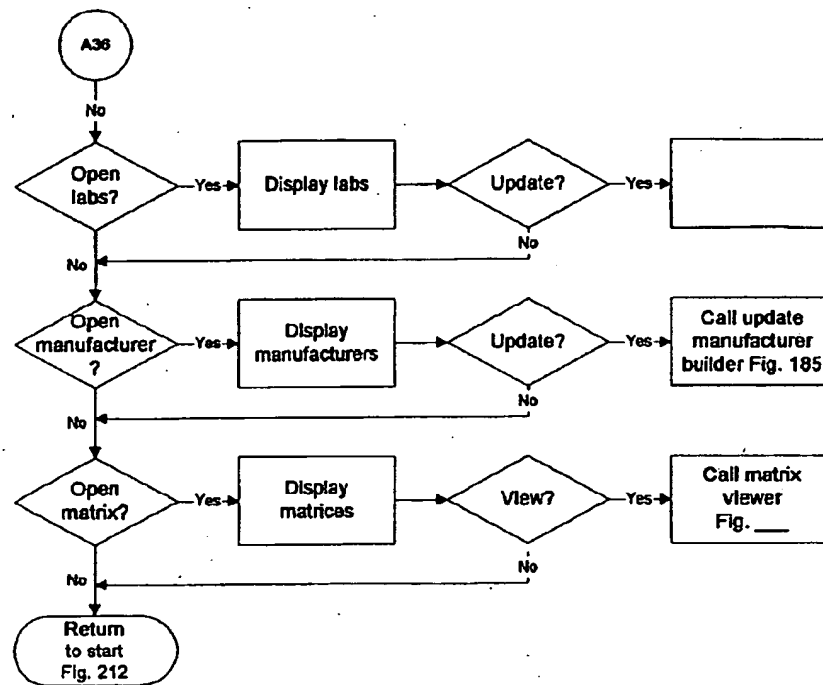 A36
No
Open
labs?
Yes
Display labs
Update?
Yes
No
No
Open
manufacturer
?
Yes
Display
manufacturers
Update?
Yes
Call update
manufacturer
builder Fig. 185
No
No
Open
matrix?
Yes
Display
matrices
View?
Yes
Call matrix
viewer
Fig. ___
No
No
Return
to start
Fig. 212